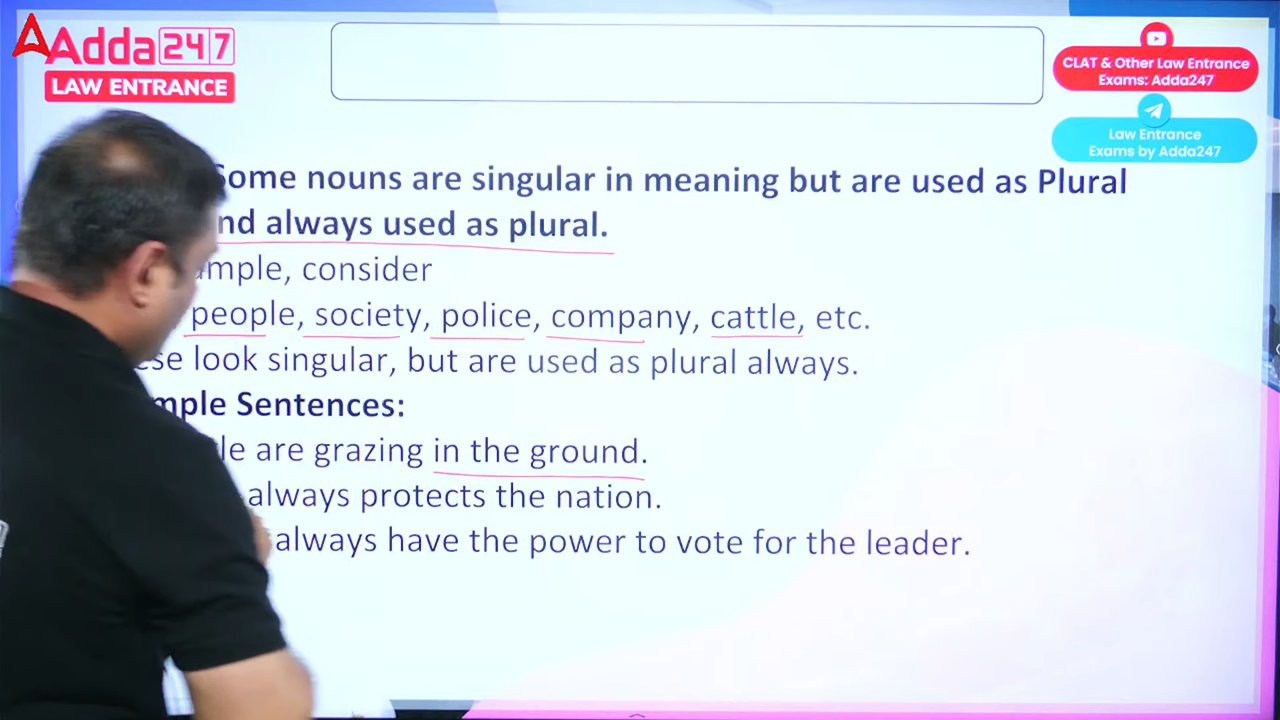 Adda247
LAW ENTRANCE
CLAT & Other Law Entrance
Exams: Adda247
Law Entrance
Exams by Adda247
Some nouns are singular in meaning but are used as Plural
nd always used as plural.
mple, consider
people, society, police, company, cattle, etc.
se look singular, but are used as plural always.
mple Sentences:
le are grazing in the ground.
always protects the nation.
always have the power to vote for the leader.